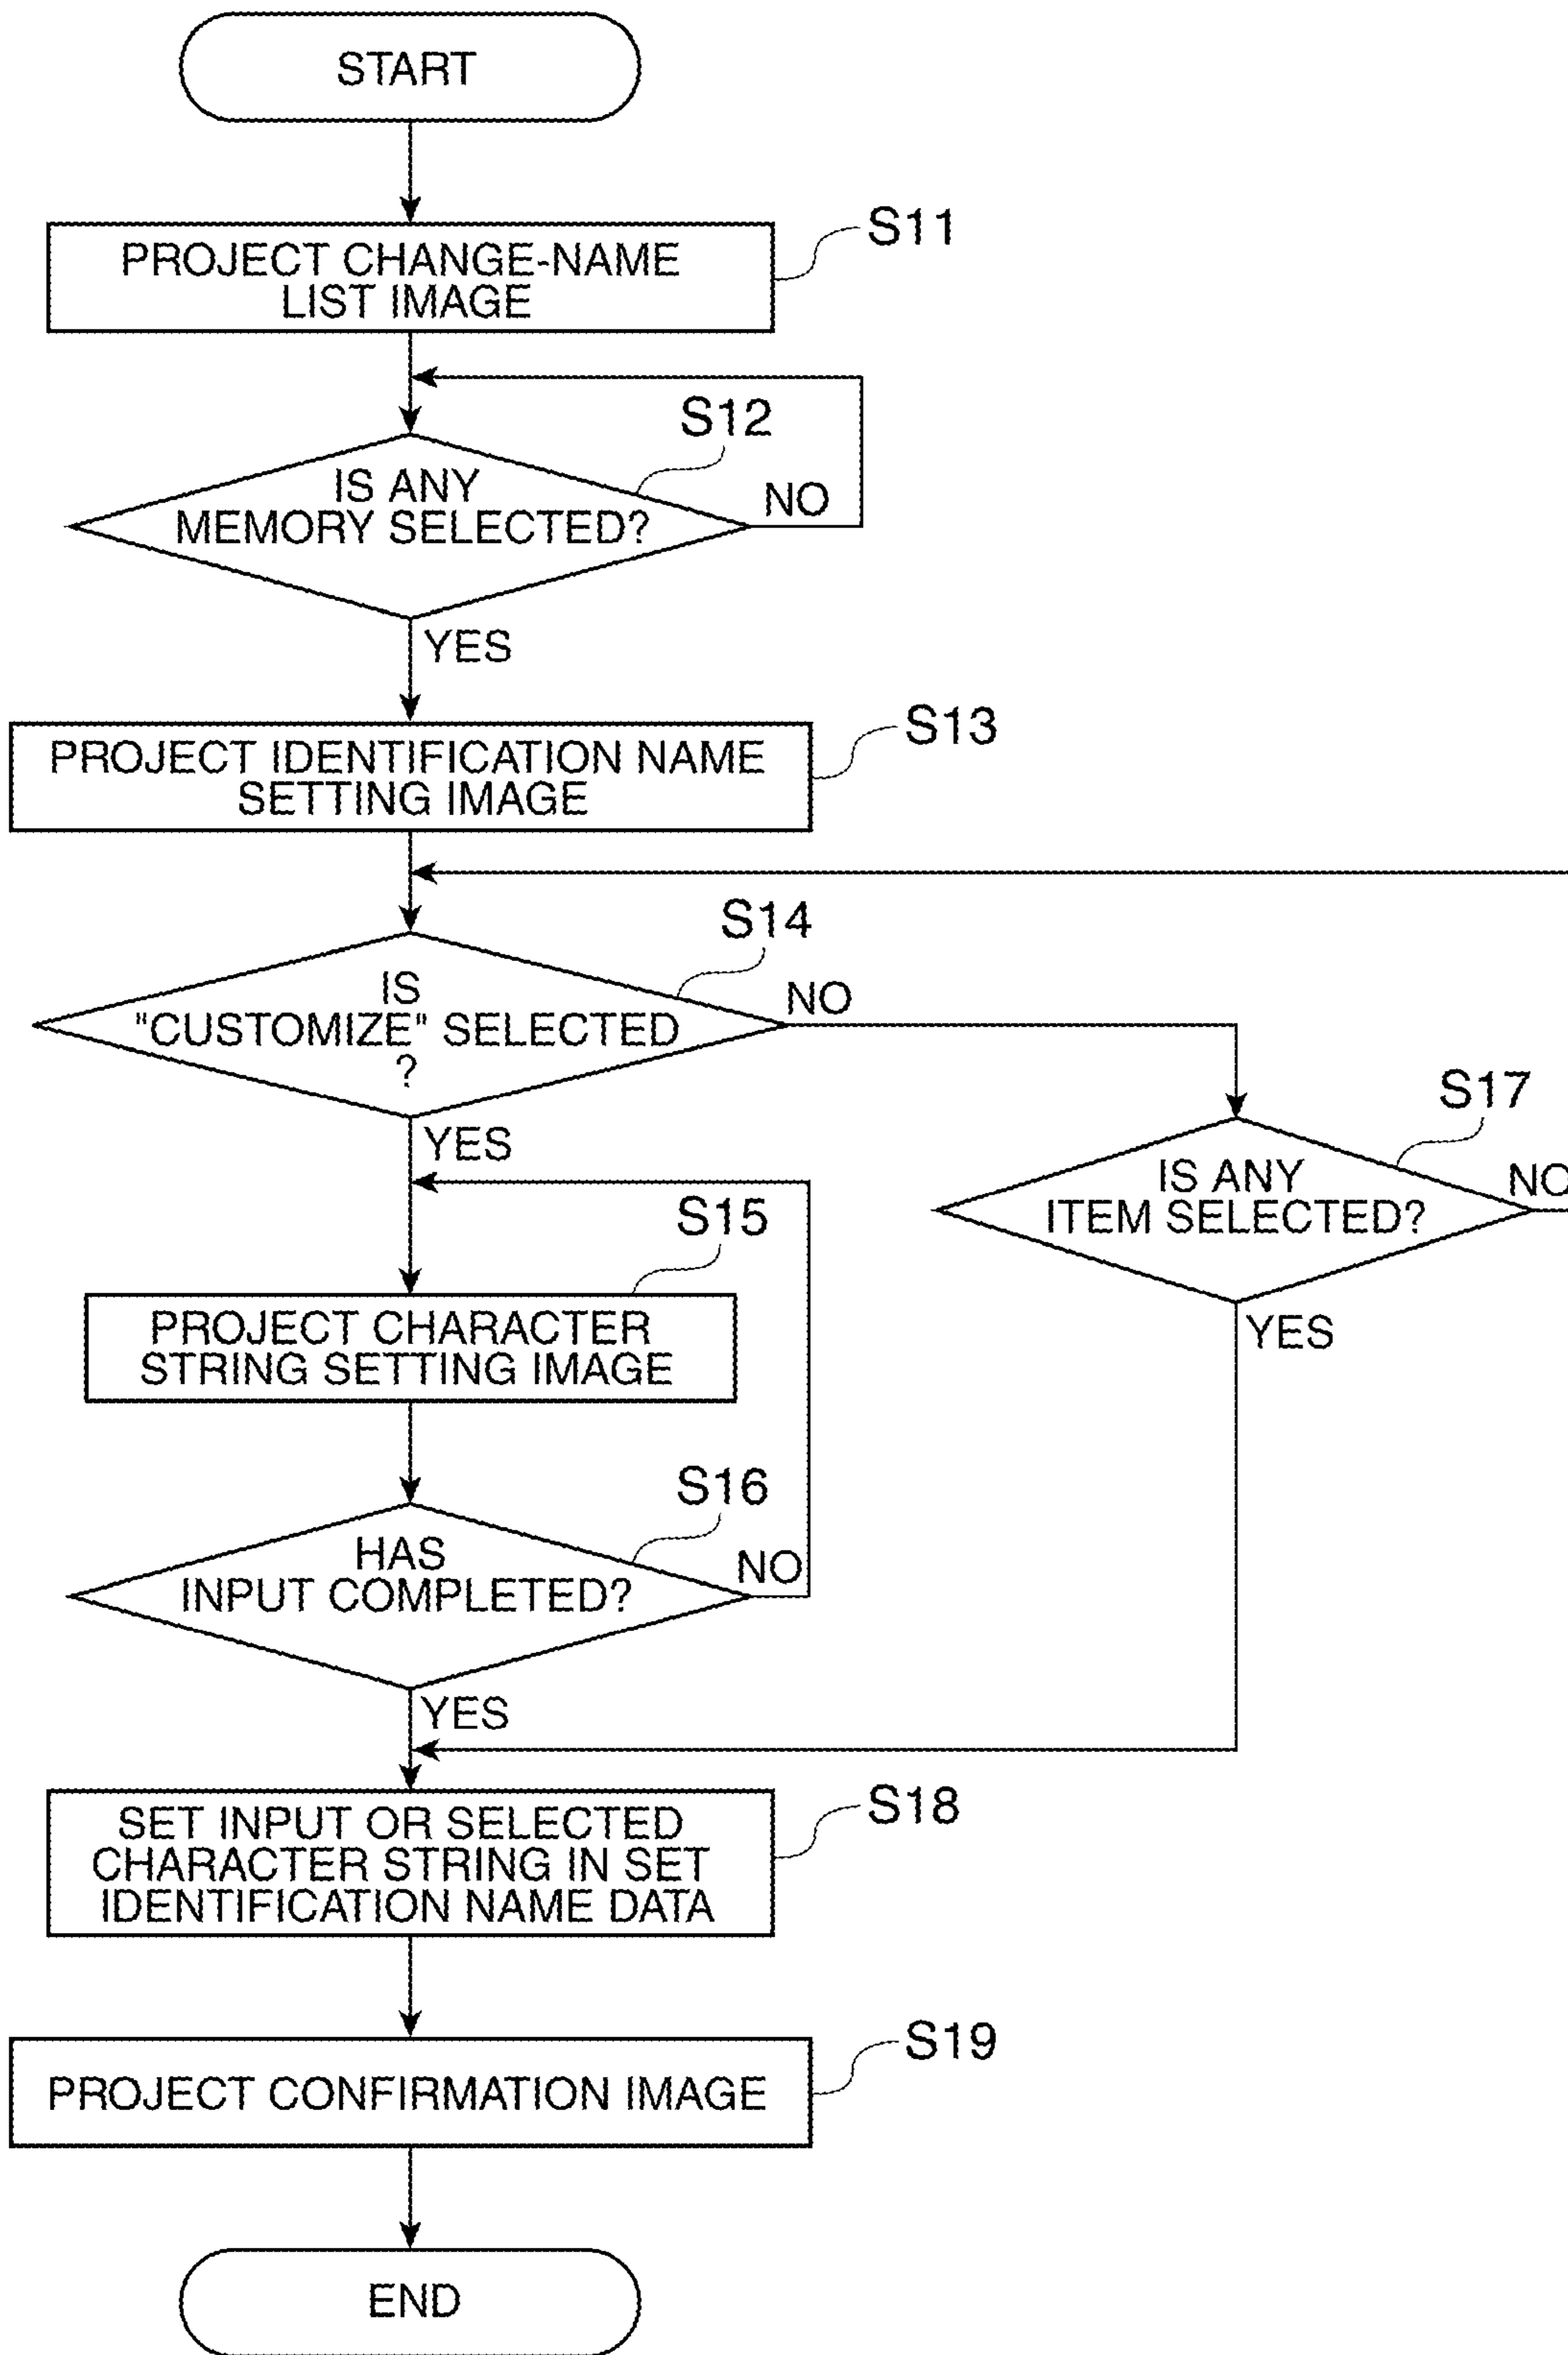 START
S11
PROJECT CHANGE-NAME
LIST IMAGE
S12
IS ANY
MEMORY SELECTED?
NO
YES
S13
PROJECT IDENTIFICATION NAME
SETTING IMAGE
S14
IS
"CUSTOMIZE" SELECTED
?
NO
YES
S17
IS ANY
ITEM SELECTED?
NO
YES
S15
PROJECT CHARACTER
STRING SETTING IMAGE
S16
HAS
INPUT COMPLETED?
NO
YES
S18
SET INPUT OR SELECTED
CHARACTER STRING IN SET
IDENTIFICATION NAME DATA
S19
PROJECT CONFIRMATION IMAGE
END